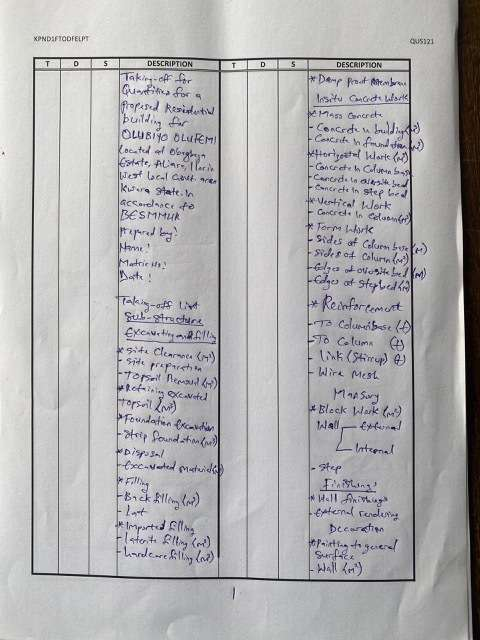 KPND1FTODFELPT
QUS121
T D S DESCRIPTION T D S DESCRIPTION
Taking-off for
Quantities for a
proposed Residential
building for
OLUBIYO OLUFEMI
Located at
Estate, Ilorin
West local Govt area
Kwara state. In
accordance to
BESMM4R
Prepared by:
Name:
Matric No:
Date:
Taking-off List
Sub-structure
Excavating and filling
* Site Clearance (m²)
- Site preparation
- Topsoil Removal (m²)
* Retaining excavated
Topsoil (m³)
* Foundation Excavation
- Strip foundation (m³)
* Disposal
- Excavated material (m³)
* Filling
- Back filling (m³)
-
* Imported filling
- laterite filling (m³)
- hardcore filling (m³)
* Damp Proof Membrane
Insitu Concrete Work
* Mass Concrete
- Concrete in building (m³)
- Concrete in foundation (m³)
* Horizontal Work (m³)
- Concrete in Column base
- Concrete in oversite bed
- Concrete in step bed
* Vertical Work
- Concrete in Column (m³)
* Form Work
- Sides of Column base (m²)
- Sides of Column (m²)
- Edges of oversite bed (m)
- Edges of step bed (m)
* Reinforcement
- To Column base (t)
- To Column (t)
- Link (Stirrup) (t)
- Wire Mesh
Mansory
* Block Work (m²)
Wall External
Internal
- Step
Finishings
* Wall finishings
- External rendering
Decoration
* Painting to general
Surface
- Wall (m²)
1